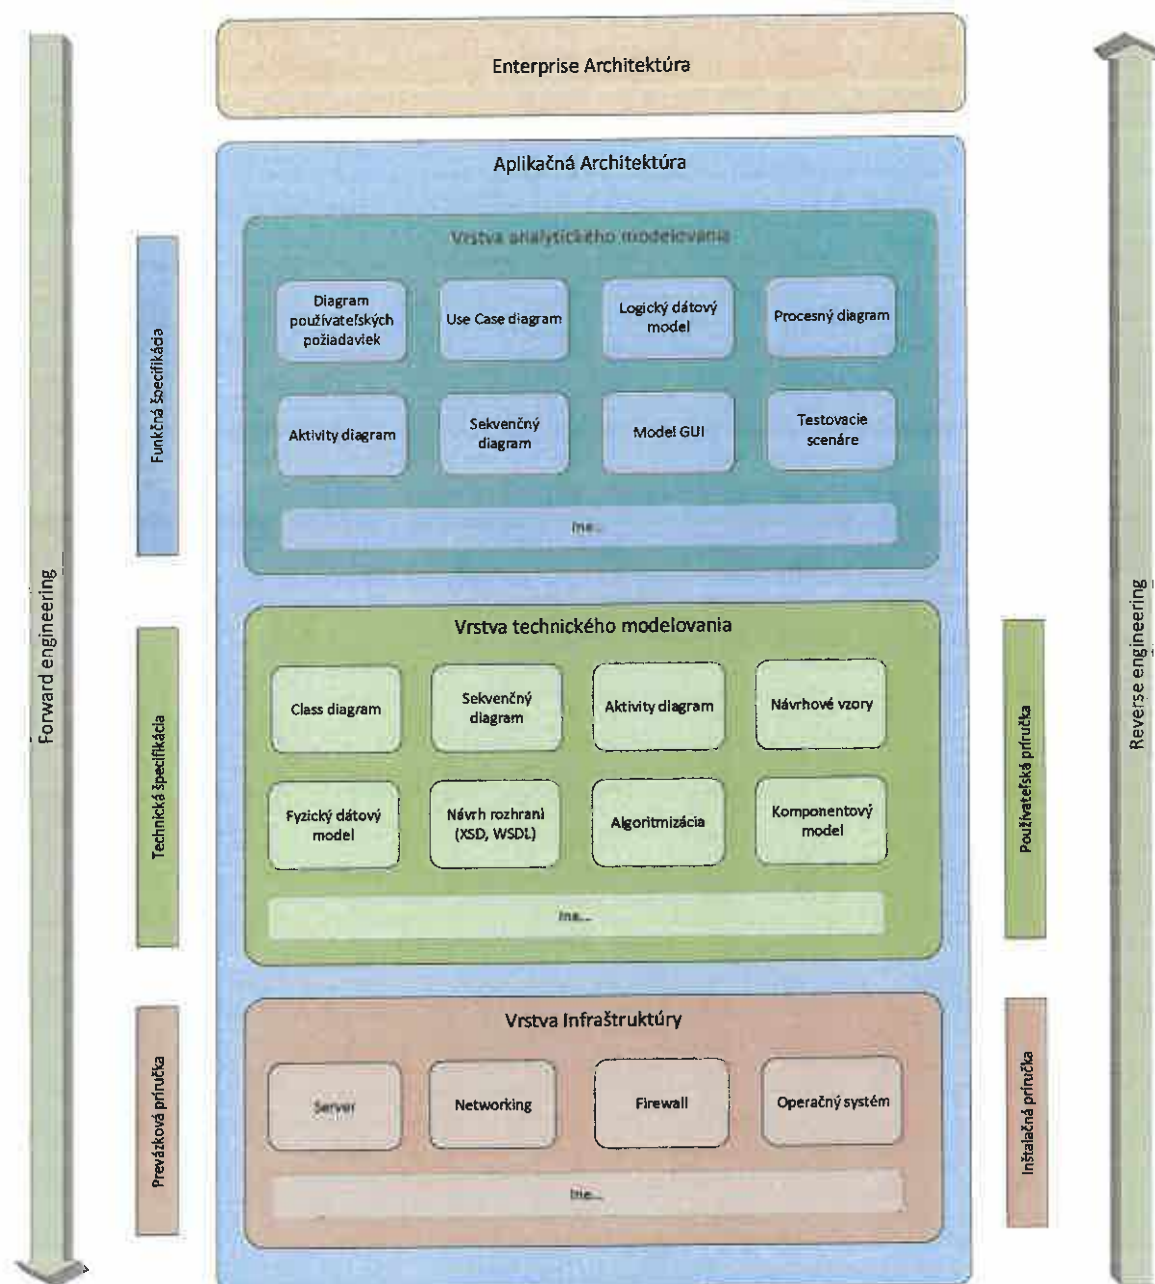 Enterprise Architektúra
Aplikačná Architektúra
Vrstva analytického modelovania
Diagram
používateľských
požiadaviek
Use Case diagram
Logický dátový
model
Procesný diagram
Aktivity diagram
Sekvenčný
diagram
Model GUI
Testovacie
scenáre
Ine...
Funkčná špecifikácia
Forward engineering
Reverse engineering
Vrstva technického modelovania
Class diagram
Sekvenčný
diagram
Aktivity diagram
Návrhové vzory
Fyzický dátový
model
Návrh rozhraní
(XSD, WSDL)
Algoritmizácia
Komponentový
model
Ine...
Technická špecifikácia
Používateľská príručka
Vrstva Infraštruktúry
Server
Networking
Firewall
Operačný systém
Ine...
Prevázková príručka
Inštalačná príručka